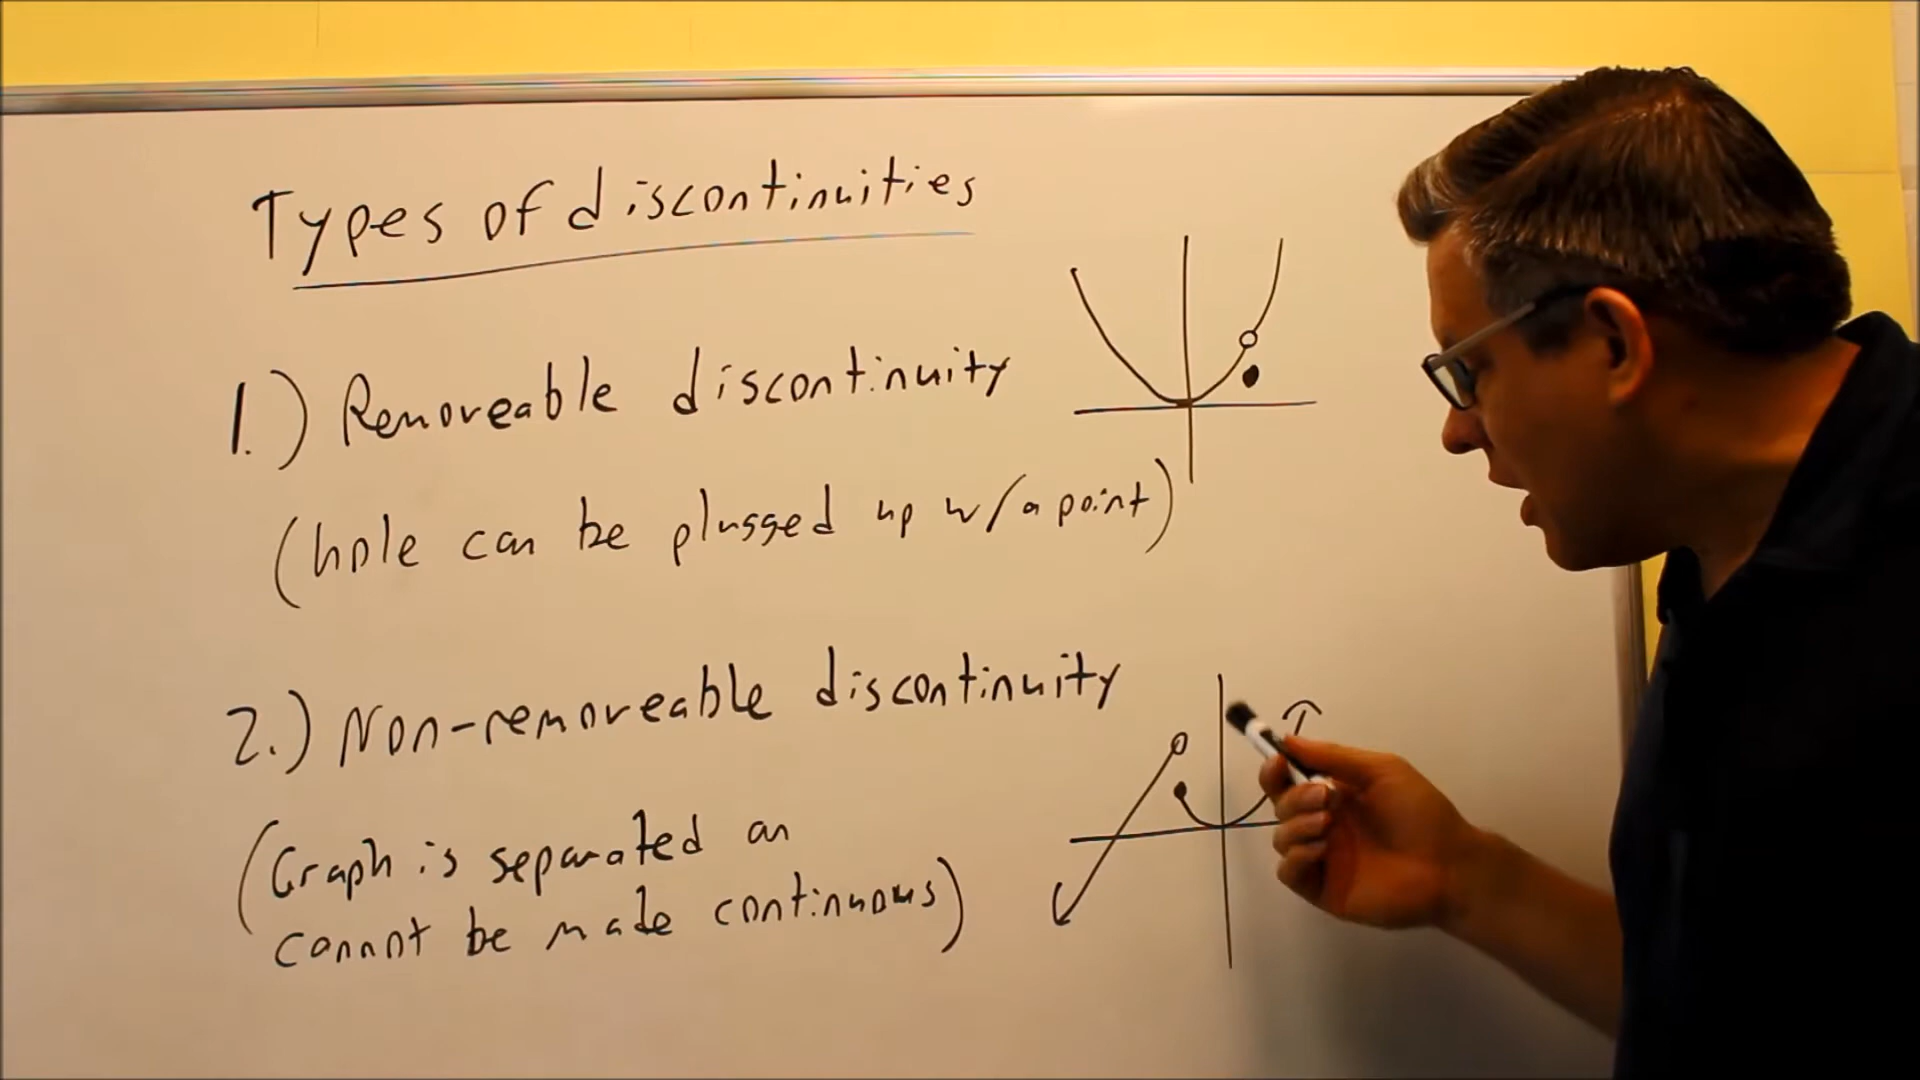 Types of discontinuities
1.) Removeable discontinuity
(hole can be plugged up w/a point)
2.) Non-removeable discontinuity
(Graph is separated an
cannot be made continuous)